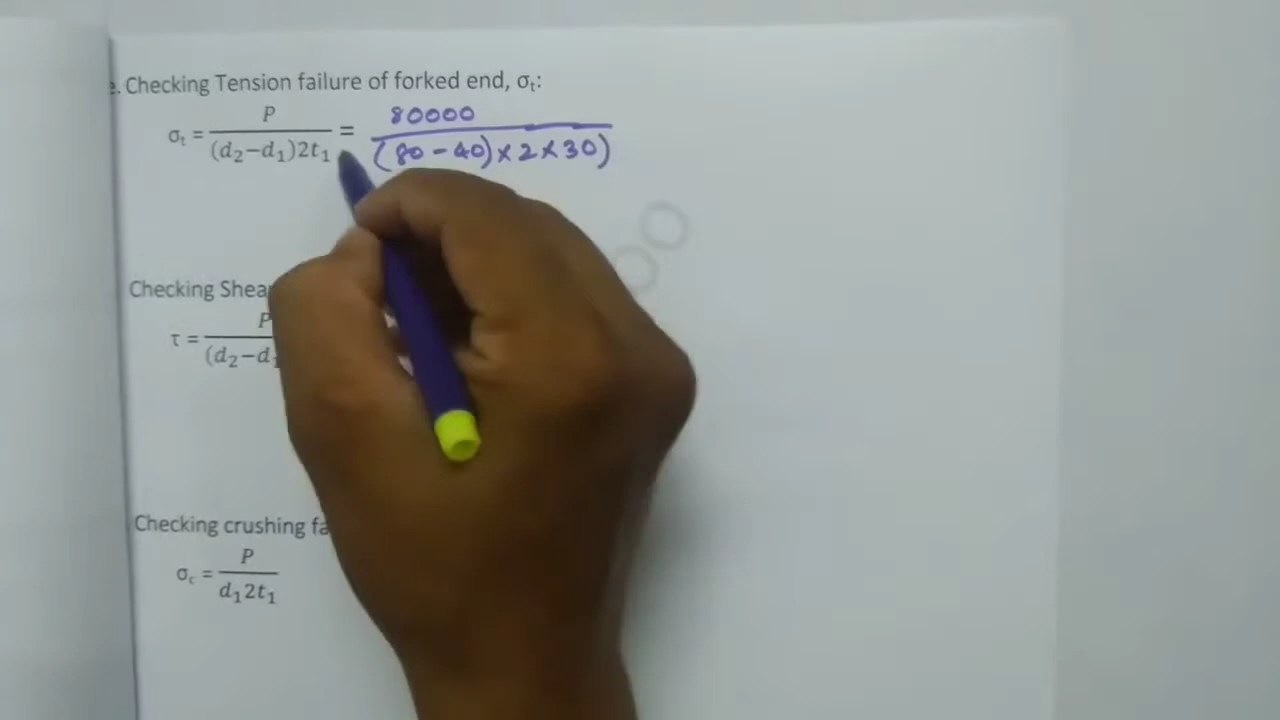 e. Checking Tension failure of forked end, σt:
σt = P / (d2−d1)2t1 = 80000 / (80 - 40) × 2 × 30)
Checking Shea
τ = P / (d2−d1
Checking crushing fa
σc = P / d12t1